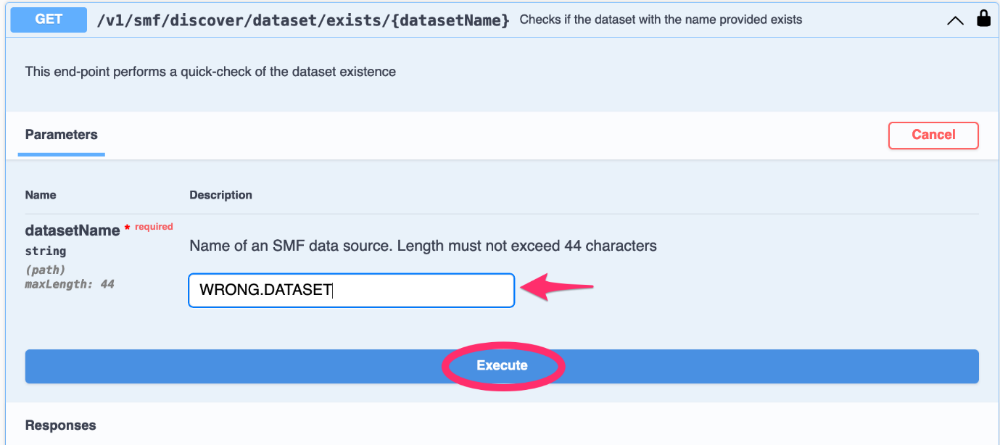 GET /v1/smf/discover/dataset/exists/{datasetName} Checks if the dataset with the name provided exists
This end-point performs a quick-check of the dataset existence
Parameters Cancel
Name Description
datasetName * required
string
Name of an SMF data source. Length must not exceed 44 characters
(path)
maxLength: 44
WRONG.DATASET
Execute
Responses